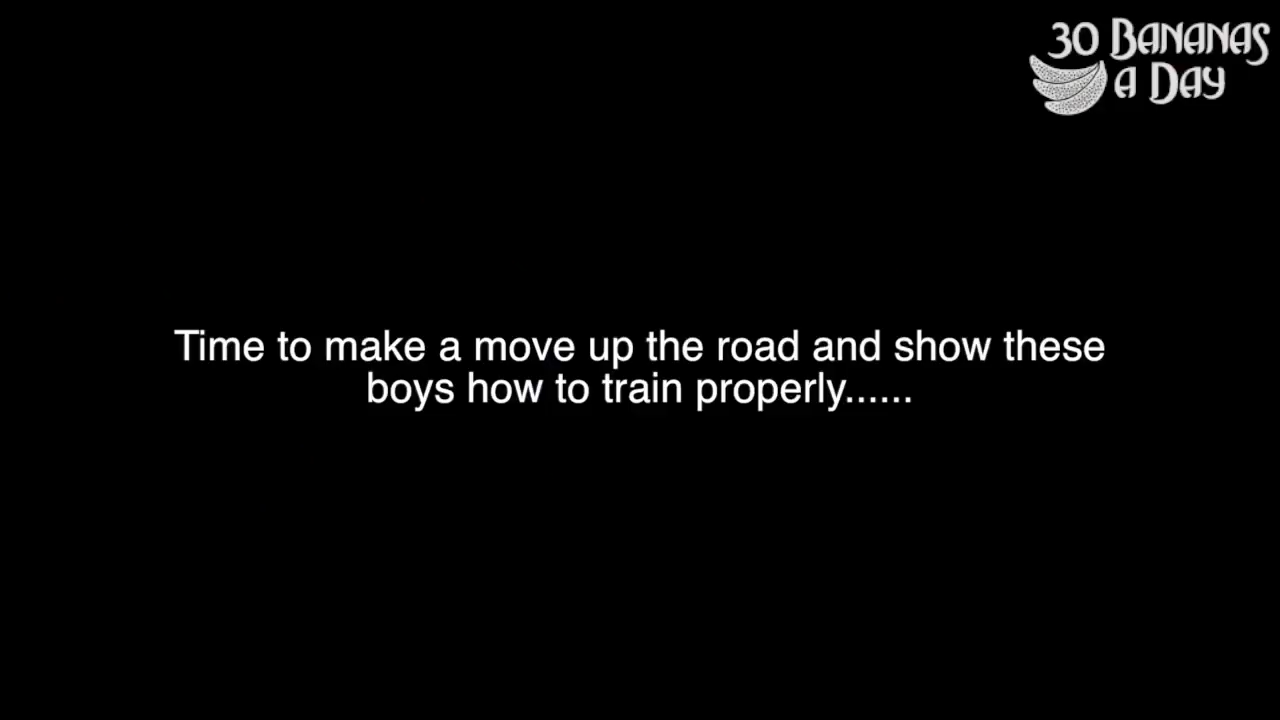 30 Bananas
a Day
Time to make a move up the road and show these
boys how to train properly......